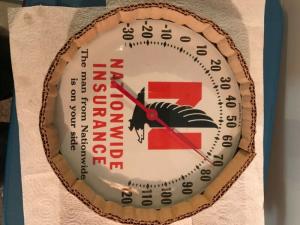 N
NATIONWIDE
INSURANCE
The man from Nationwide
is on your side
30 20 10 0 10 20 30 40 50 60 70 80 90 100 110 120